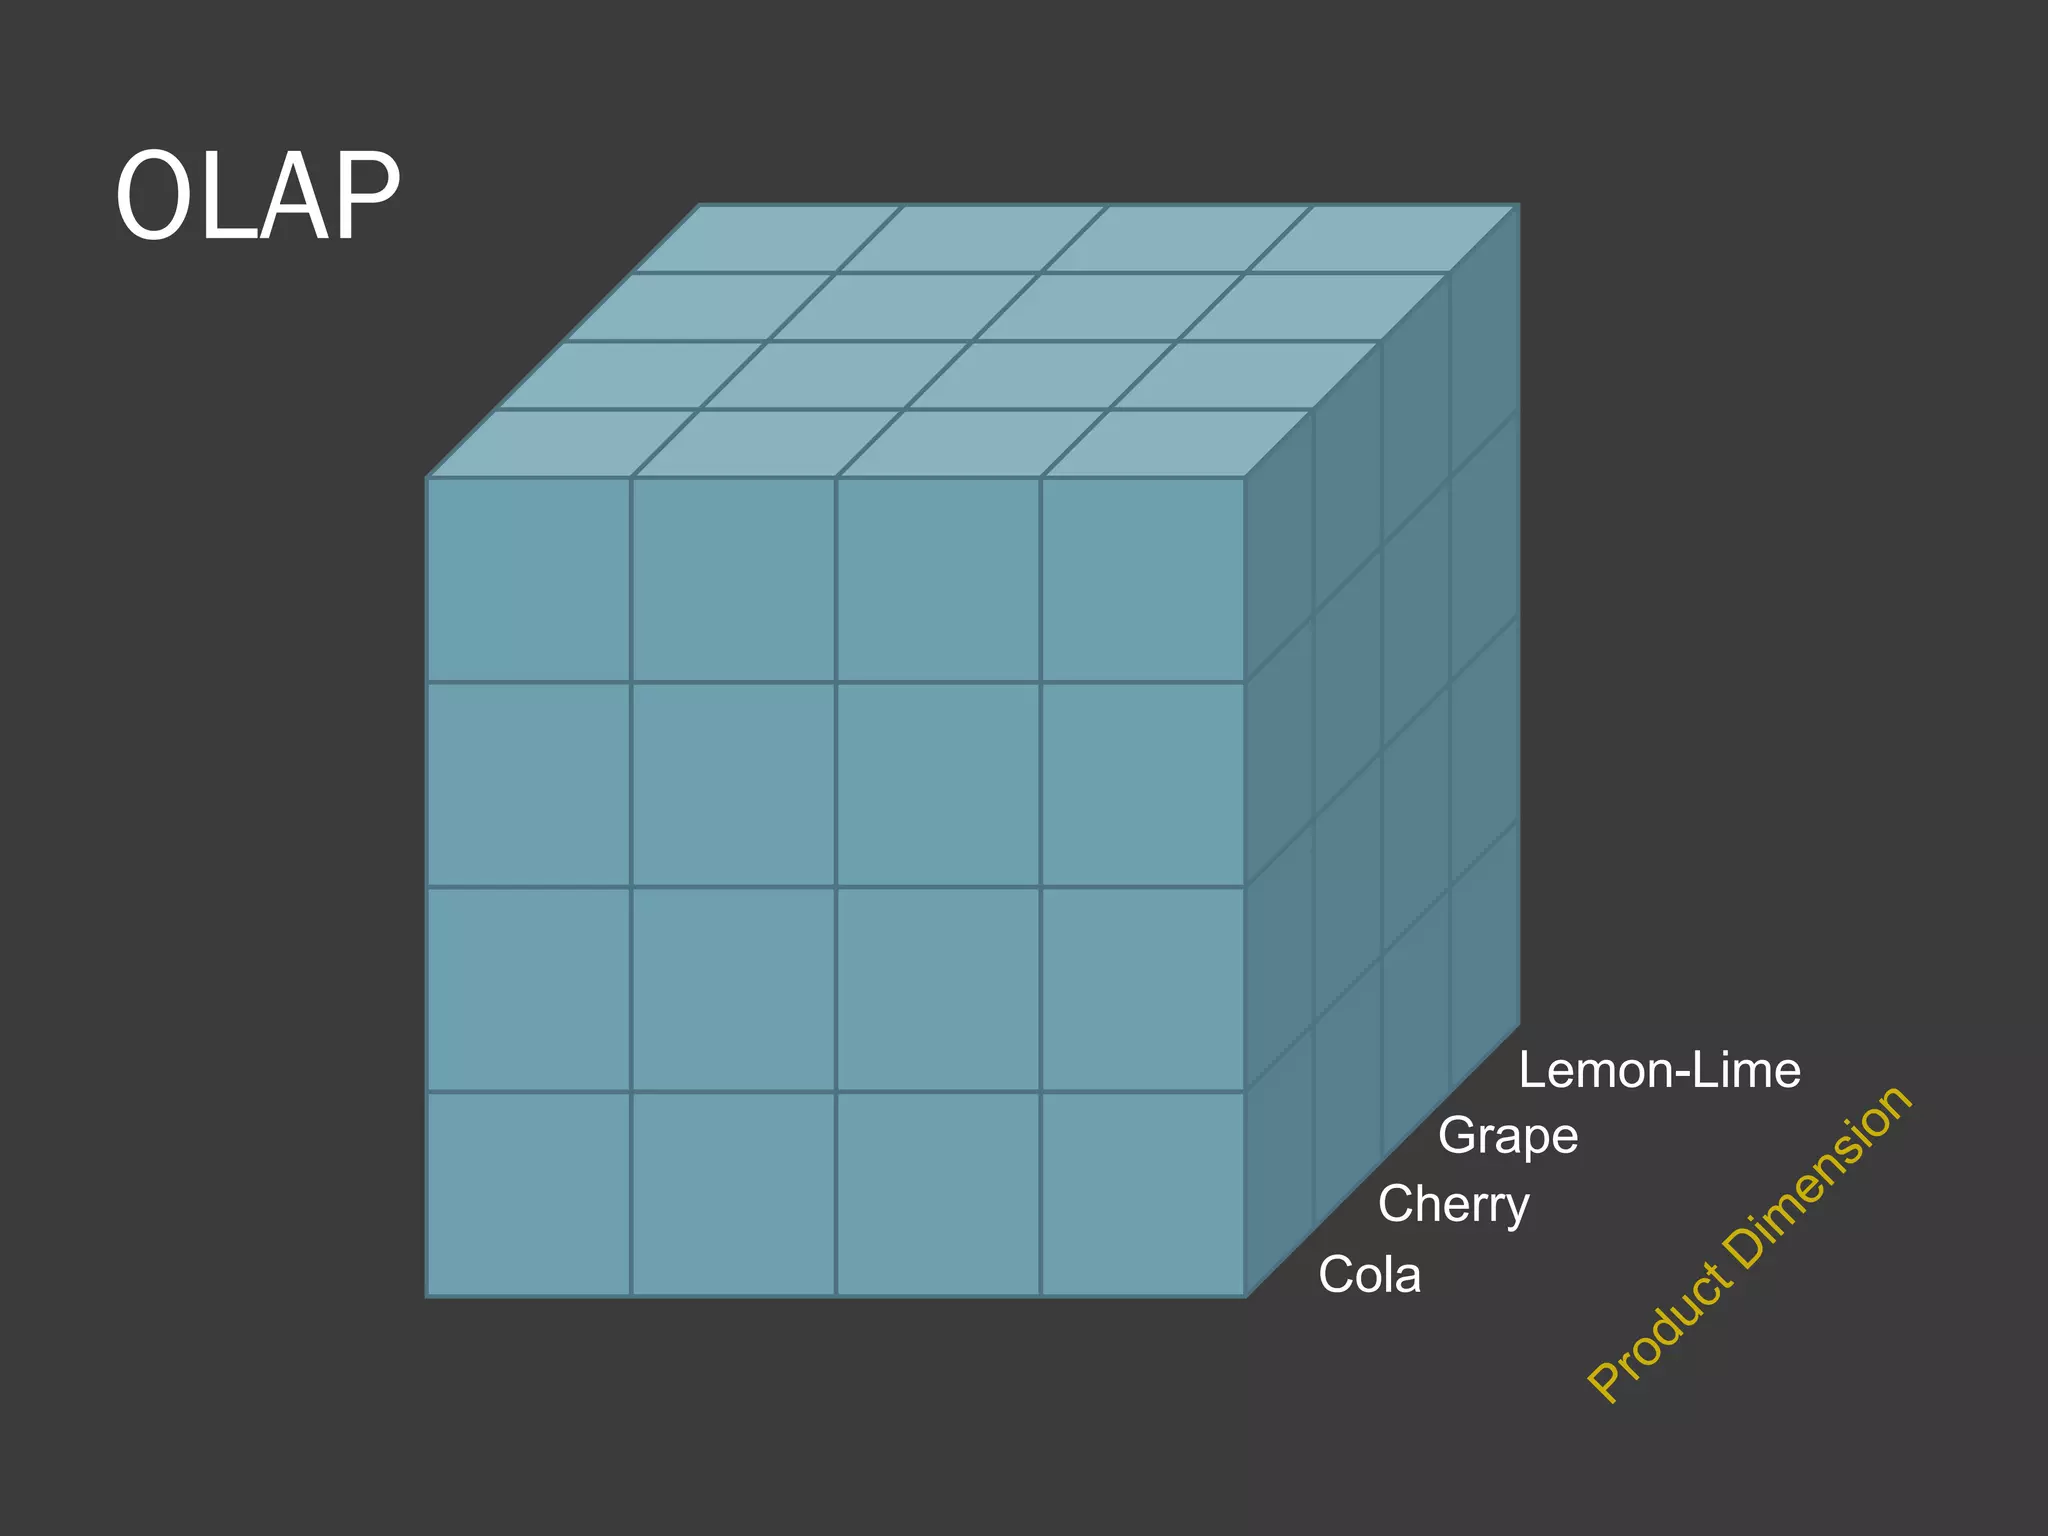 OLAP
Lemon-Lime
Grape
Cherry
Cola
Product Dimension